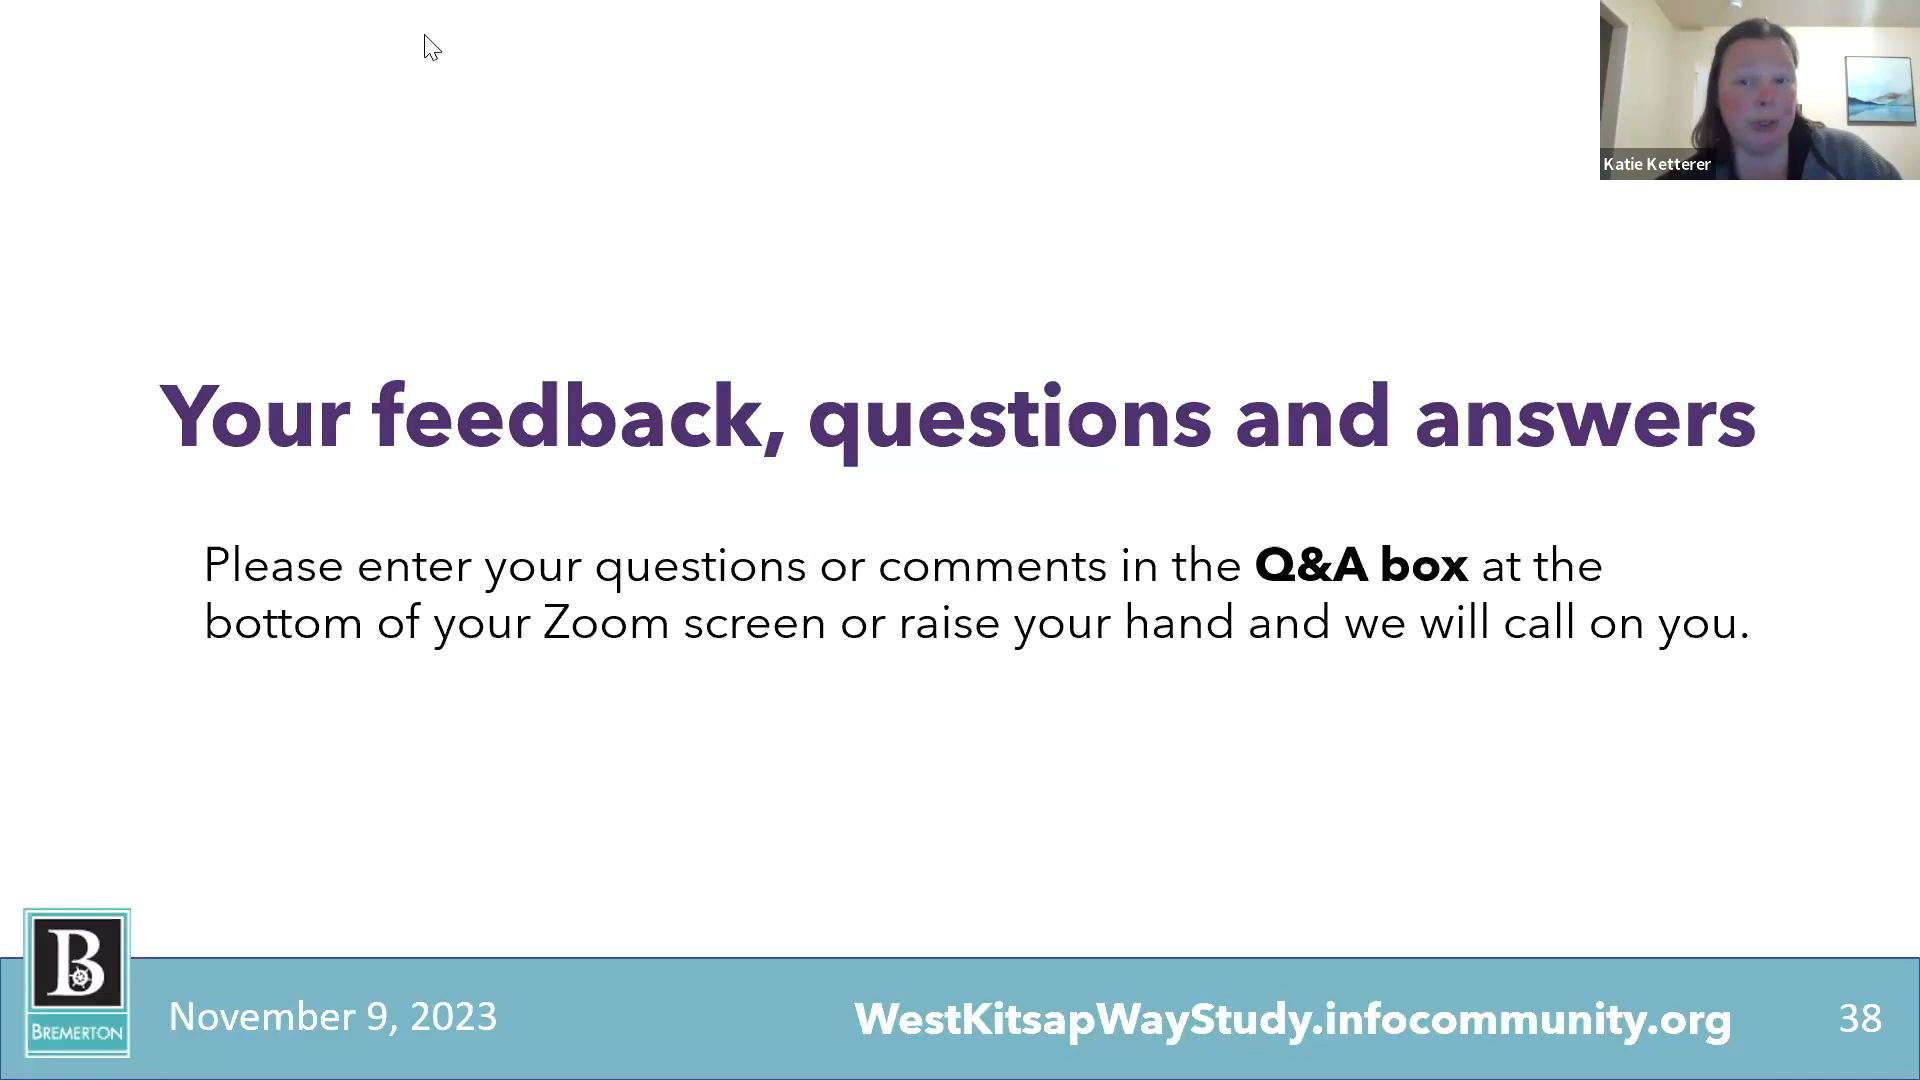 Katie Ketterer
Your feedback, questions and answers
Please enter your questions or comments in the Q&A box at the
bottom of your Zoom screen or raise your hand and we will call on you.
B
BREMERTON
November 9, 2023
WestKitsapWayStudy.infocommunity.org
38